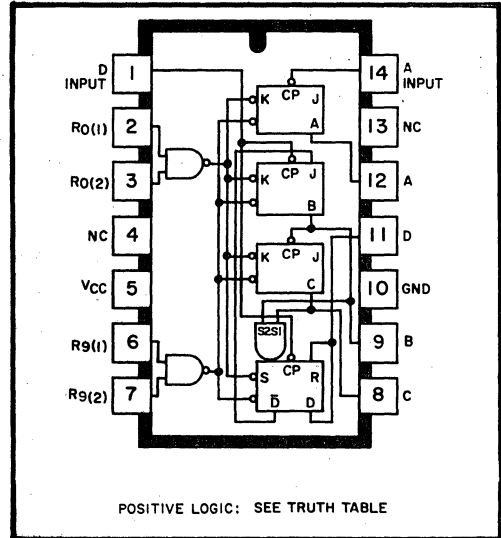 D
INPUT
1
14
A
INPUT
R0(1)
2
13
NC
R0(2)
3
12
A
NC
4
11
D
VCC
5
10
GND
R9(1)
6
9
B
R9(2)
7
8
C
CP
K J
A
CP
J
K
B
CP
K J
C
S2S1
CP
S R
D̅ D
POSITIVE LOGIC: SEE TRUTH TABLE